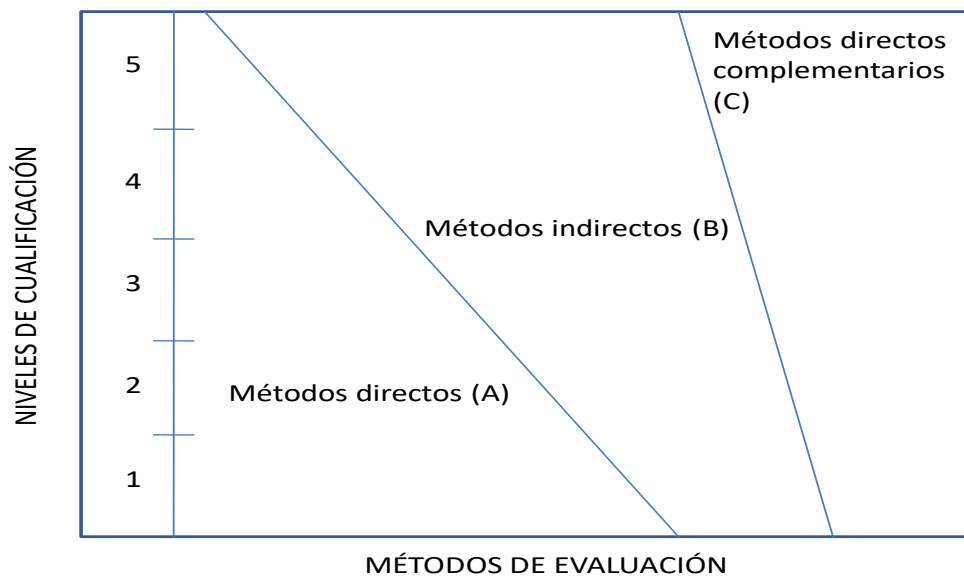 NIVELES DE CUALIFICACIÓN
5
4
3
2
1
Métodos directos
complementarios
(C)
Métodos indirectos (B)
Métodos directos (A)
MÉTODOS DE EVALUACIÓN